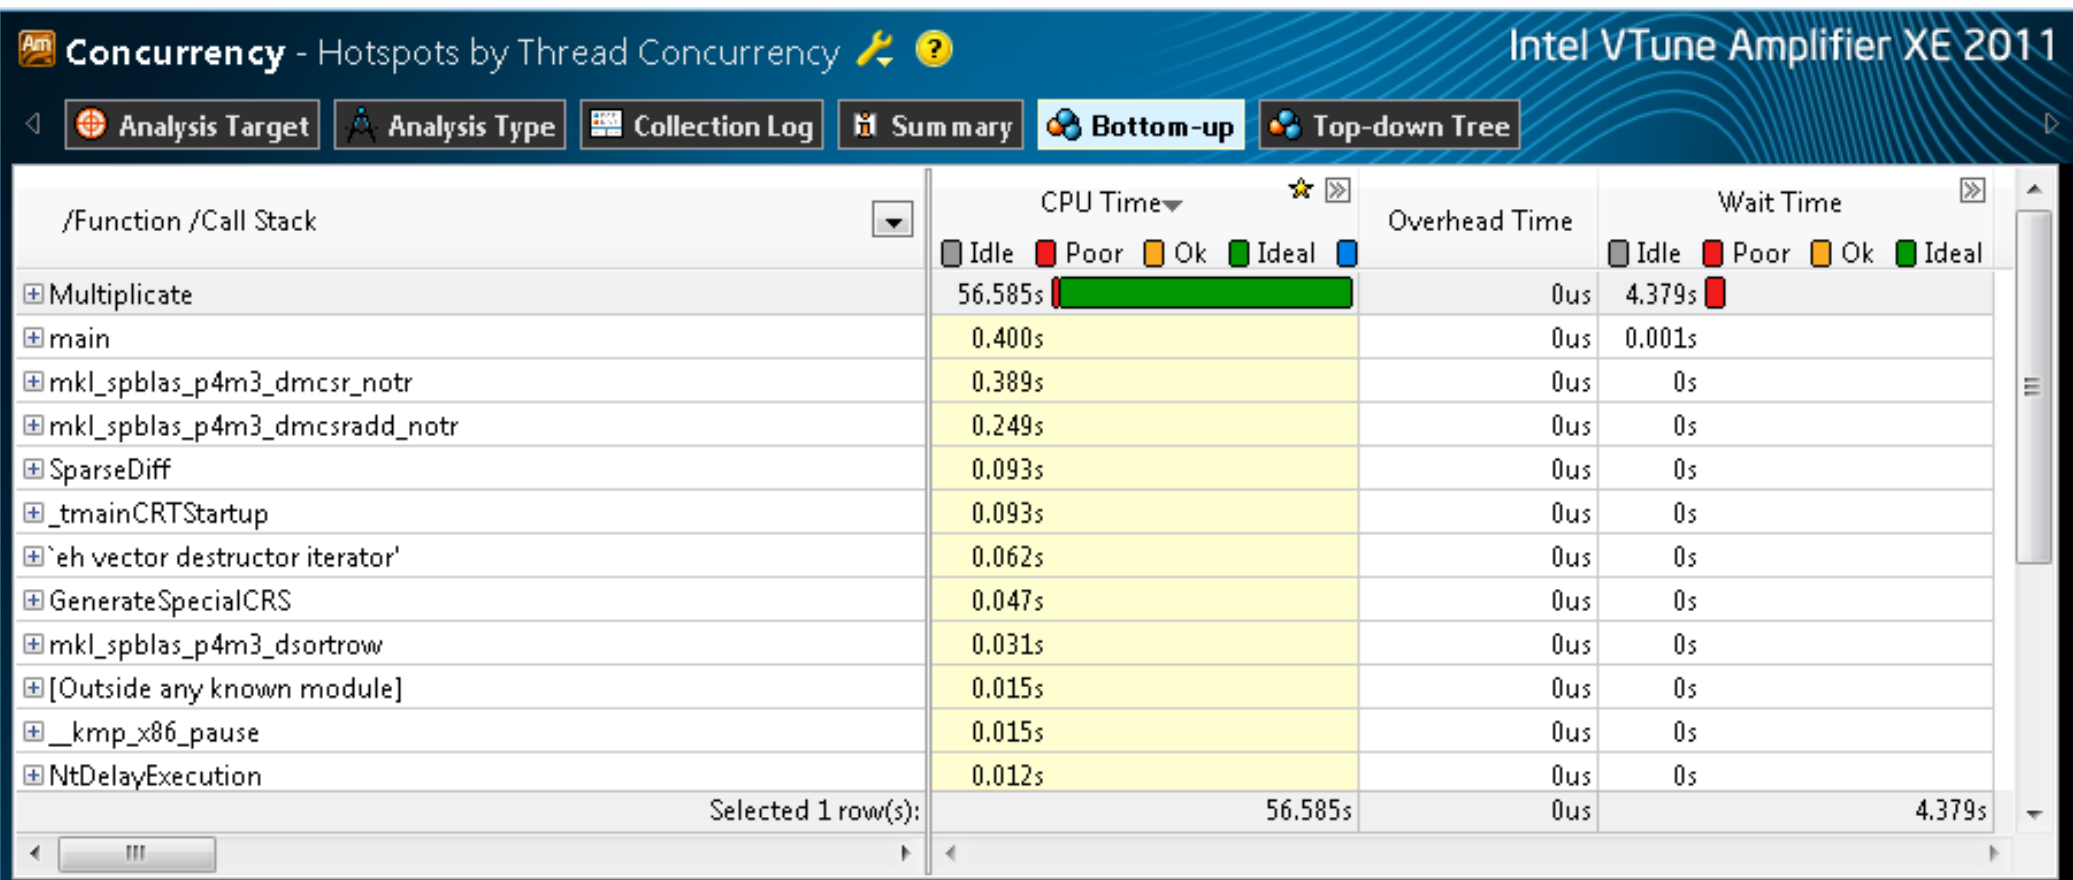 Am Concurrency - Hotspots by Thread Concurrency ? Intel VTune Amplifier XE 2011
Analysis Target Analysis Type Collection Log Summary Bottom-up Top-down Tree
/Function /Call Stack CPU Time Overhead Time Wait Time
Idle Poor Ok Ideal Idle Poor Ok Ideal
Multiplicate 56.585s 0us 4.379s
main 0.400s 0us 0.001s
mkl_spblas_p4m3_dmcsr_notr 0.389s 0us 0s
mkl_spblas_p4m3_dmcsradd_notr 0.249s 0us 0s
SparseDiff 0.093s 0us 0s
_tmainCRTStartup 0.093s 0us 0s
`eh vector destructor iterator' 0.062s 0us 0s
GenerateSpecialCRS 0.047s 0us 0s
mkl_spblas_p4m3_dsortrow 0.031s 0us 0s
[Outside any known module] 0.015s 0us 0s
__kmp_x86_pause 0.015s 0us 0s
NtDelayExecution 0.012s 0us 0s
Selected 1 row(s): 56.585s 0us 4.379s